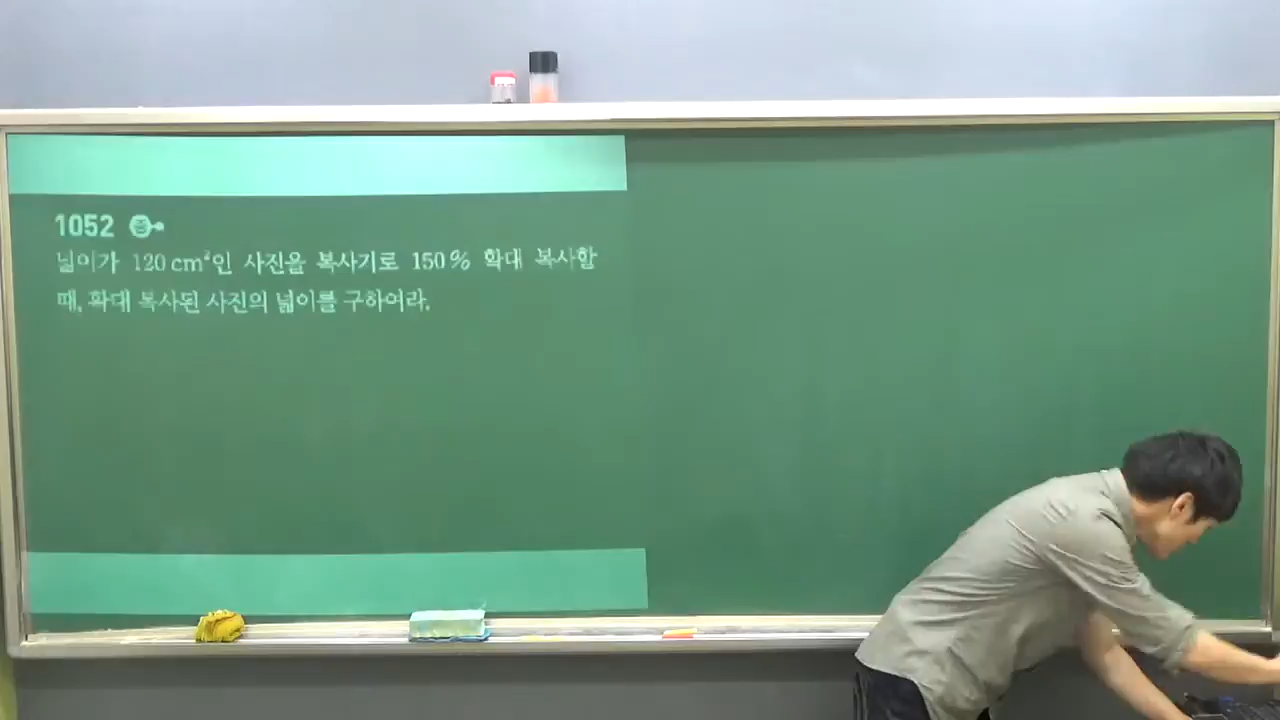 1052 중
넓이가 120 cm²인 사진을 복사기로 150% 확대 복사할
때, 확대 복사된 사진의 넓이를 구하여라.